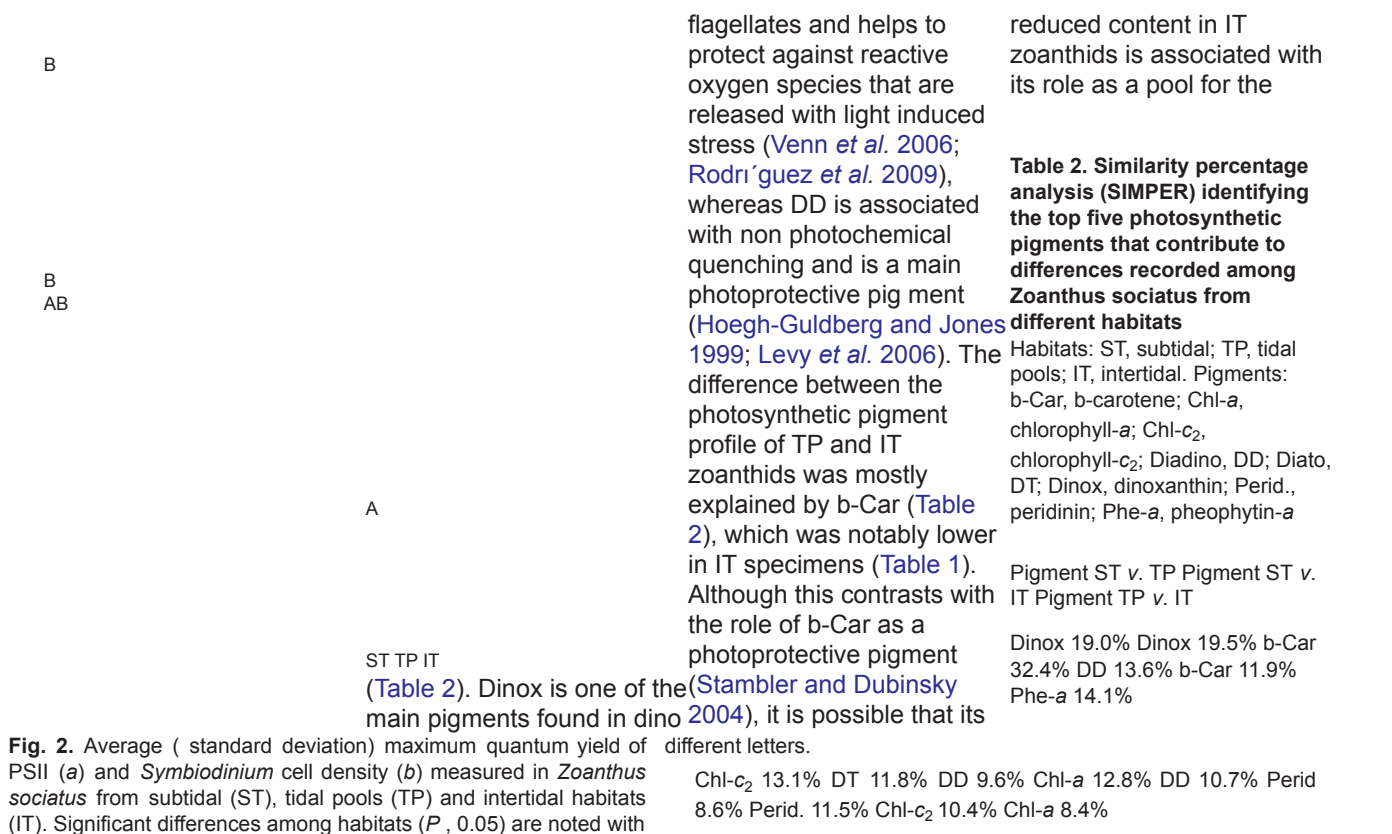 B
B
AB
A
ST TP IT
(Table 2). Dinox is one of the
main pigments found in dino
flagellates and helps to
protect against reactive
oxygen species that are
released with light induced
stress (Venn et al. 2006;
Rodrı´guez et al. 2009),
whereas DD is associated
with non photochemical
quenching and is a main
photoprotective pig ment
(Hoegh-Guldberg and Jones
1999; Levy et al. 2006). The
difference between the
photosynthetic pigment
profile of TP and IT
zoanthids was mostly
explained by b-Car (Table
2), which was notably lower
in IT specimens (Table 1).
Although this contrasts with
the role of b-Car as a
photoprotective pigment
(Stambler and Dubinsky
2004), it is possible that its
reduced content in IT
zoanthids is associated with
its role as a pool for the
Table 2. Similarity percentage
analysis (SIMPER) identifying
the top five photosynthetic
pigments that contribute to
differences recorded among
Zoanthus sociatus from
different habitats
Habitats: ST, subtidal; TP, tidal
pools; IT, intertidal. Pigments:
b-Car, b-carotene; Chl-a,
chlorophyll-a; Chl-c2,
chlorophyll-c2; Diadino, DD; Diato,
DT; Dinox, dinoxanthin; Perid.,
peridinin; Phe-a, pheophytin-a
Pigment ST v. TP Pigment ST v.
IT Pigment TP v. IT
Dinox 19.0% Dinox 19.5% b-Car
32.4% DD 13.6% b-Car 11.9%
Phe-a 14.1%
Fig. 2. Average ( standard deviation) maximum quantum yield of
PSII (a) and Symbiodinium cell density (b) measured in Zoanthus
sociatus from subtidal (ST), tidal pools (TP) and intertidal habitats
(IT). Significant differences among habitats (P , 0.05) are noted with
different letters.
Chl-c2 13.1% DT 11.8% DD 9.6% Chl-a 12.8% DD 10.7% Perid
8.6% Perid. 11.5% Chl-c2 10.4% Chl-a 8.4%